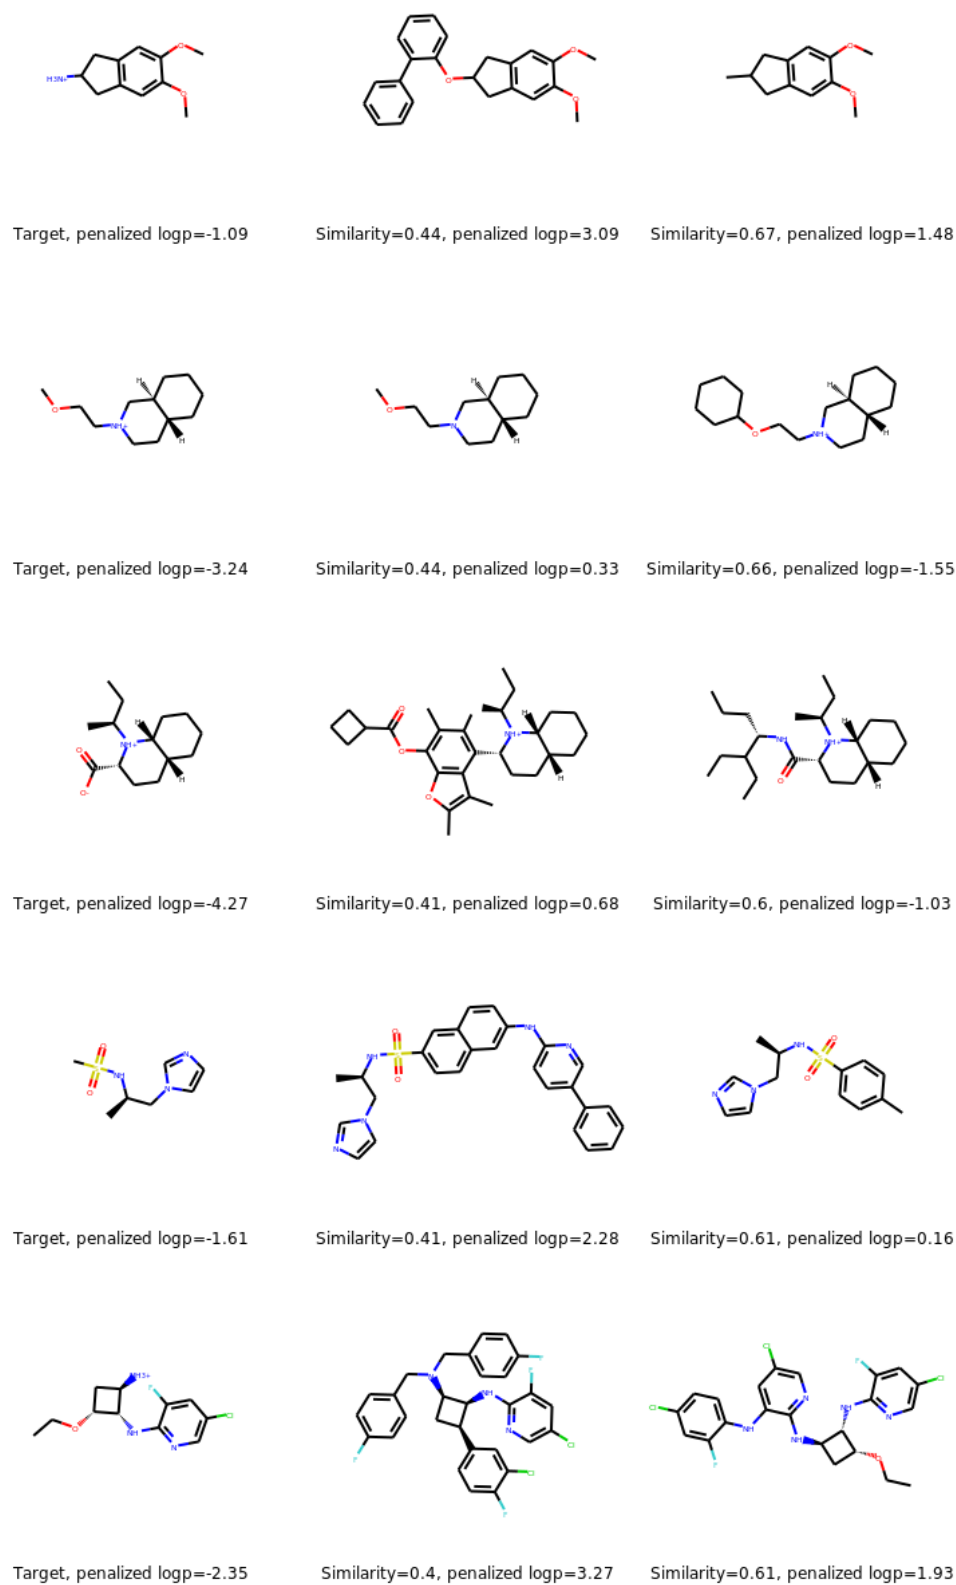 H3N+ O O
O O O
O O
Target, penalized logp=-1.09 Similarity=0.44, penalized logp=3.09 Similarity=0.67, penalized logp=1.48
H H H
O NH+ O N O NH+
H H H
Target, penalized logp=-3.24 Similarity=0.44, penalized logp=0.33 Similarity=0.66, penalized logp=-1.55
H O H H
NH+ NH+ NH NH+
O O O
O- H O H H
Target, penalized logp=-4.27 Similarity=0.41, penalized logp=0.68 Similarity=0.6, penalized logp=-1.03
O N O NH N NH O
S NH NH S S
O N O N N O
N N
Target, penalized logp=-1.61 Similarity=0.41, penalized logp=2.28 Similarity=0.61, penalized logp=0.16
NH3+ F Cl F Cl
F Cl N F NH Cl N NH Cl
O NH N N Cl NH NH N
F Cl F O
F
Target, penalized logp=-2.35 Similarity=0.4, penalized logp=3.27 Similarity=0.61, penalized logp=1.93